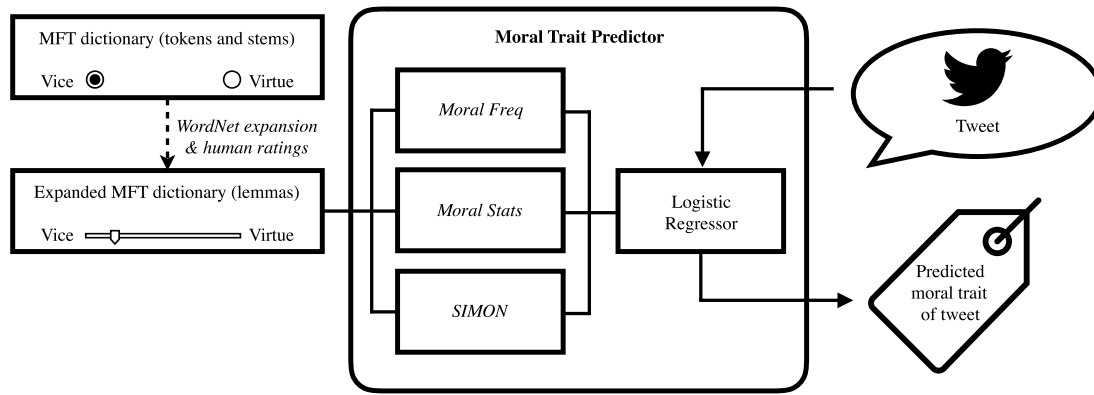 MFT dictionary (tokens and stems)
Vice
Virtue
WordNet expansion
& human ratings
Expanded MFT dictionary (lemmas)
Vice
Virtue
Moral Trait Predictor
Moral Freq
Moral Stats
SIMON
Logistic
Regressor
Tweet
Predicted
moral trait
of tweet